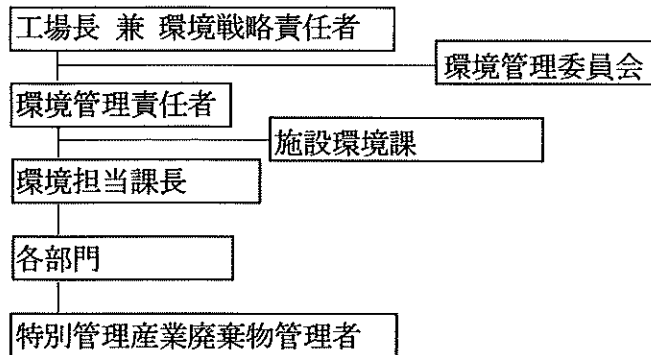 工場長 兼 環境戦略責任者
環境管理委員会
環境管理責任者
施設環境課
環境担当課長
各部門
特別管理産業廃棄物管理者